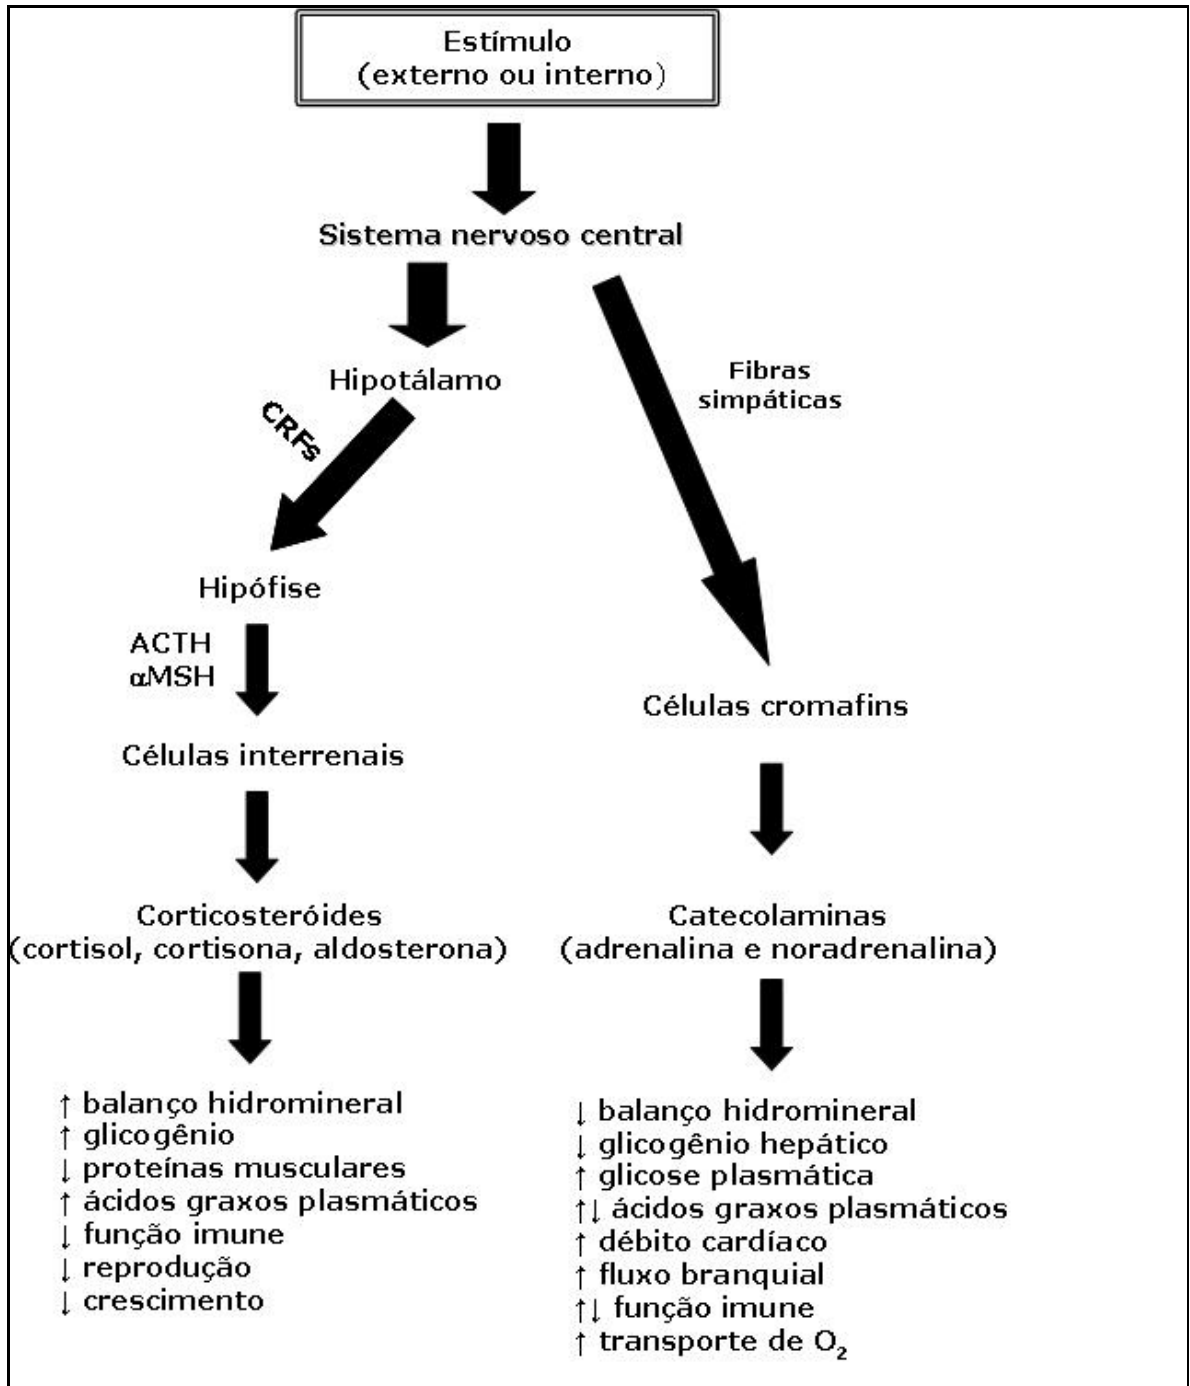 Estímulo
(externo ou interno)
Sistema nervoso central
Hipotálamo
Fibras
simpáticas
CRFs
Hipófise
ACTH
αMSH
Células cromafins
Células interrenais
Corticosteróides
(cortisol, cortisona, aldosterona)
Catecolaminas
(adrenalina e noradrenalina)
↑ balanço hidromineral
↑ glicogênio
↓ proteínas musculares
↑ ácidos graxos plasmáticos
↓ função imune
↓ reprodução
↓ crescimento
↓ balanço hidromineral
↓ glicogênio hepático
↑ glicose plasmática
↑↓ ácidos graxos plasmáticos
↑ débito cardíaco
↑ fluxo branquial
↑↓ função imune
↑ transporte de O₂